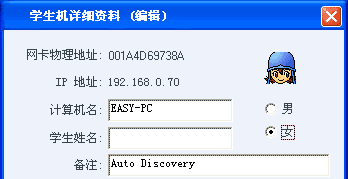 学生机详细资料 (编辑)
网卡物理地址: 001A4D69738A
IP 地址: 192.168.0.70
计算机名: EASY-PC
男
学生姓名:
女
备注: Auto Discovery